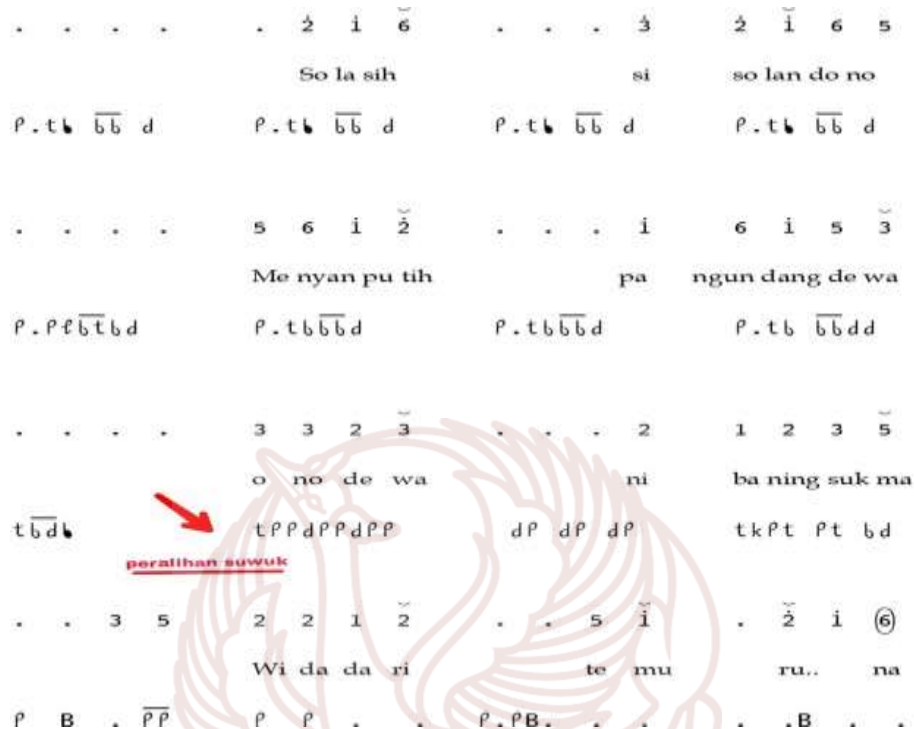 . . . . . 2̇ 1̇ 6̆ . . . 3̇ 2̇ 1̇̆ 6 5
So la sih si so lan do no
ᑭ . t b b̅b̅ d ᑭ . t b b̅b̅ d ᑭ . t b b̅b̅ d ᑭ . t b b̅b̅ d
. . . . 5 6 1̇ 2̇̆ . . . 1̇ 6 1̇ 5 3̆
Me nyan pu tih pa ngun dang de wa
ᑭ . ᑭ ℓ b̅t̅ b d ᑭ . t b b̅b̅ d ᑭ . t b b̅b̅ d ᑭ . t b b̅b̅ d d
. . . . 3 3 2 3̆ . . . 2 1 2 3 5̆
o no de wa ni ba ning suk ma
t b̅d̅ b t ᑭ ᑭ d ᑭ ᑭ d ᑭ ᑭ d ᑭ d ᑭ d ᑭ t k ᑭ t ᑭ t b d
peralihan suwuk
. . 3 5 2 2 1 2̆ . . 5 1̆ . 2̇̆ 1̇ ⑥
Wi da da ri te mu ru.. na
ᑭ B . ᑭ̅ᑭ̅ ᑭ ᑭ . . ᑭ . ᑭ B . . . . . . B . .